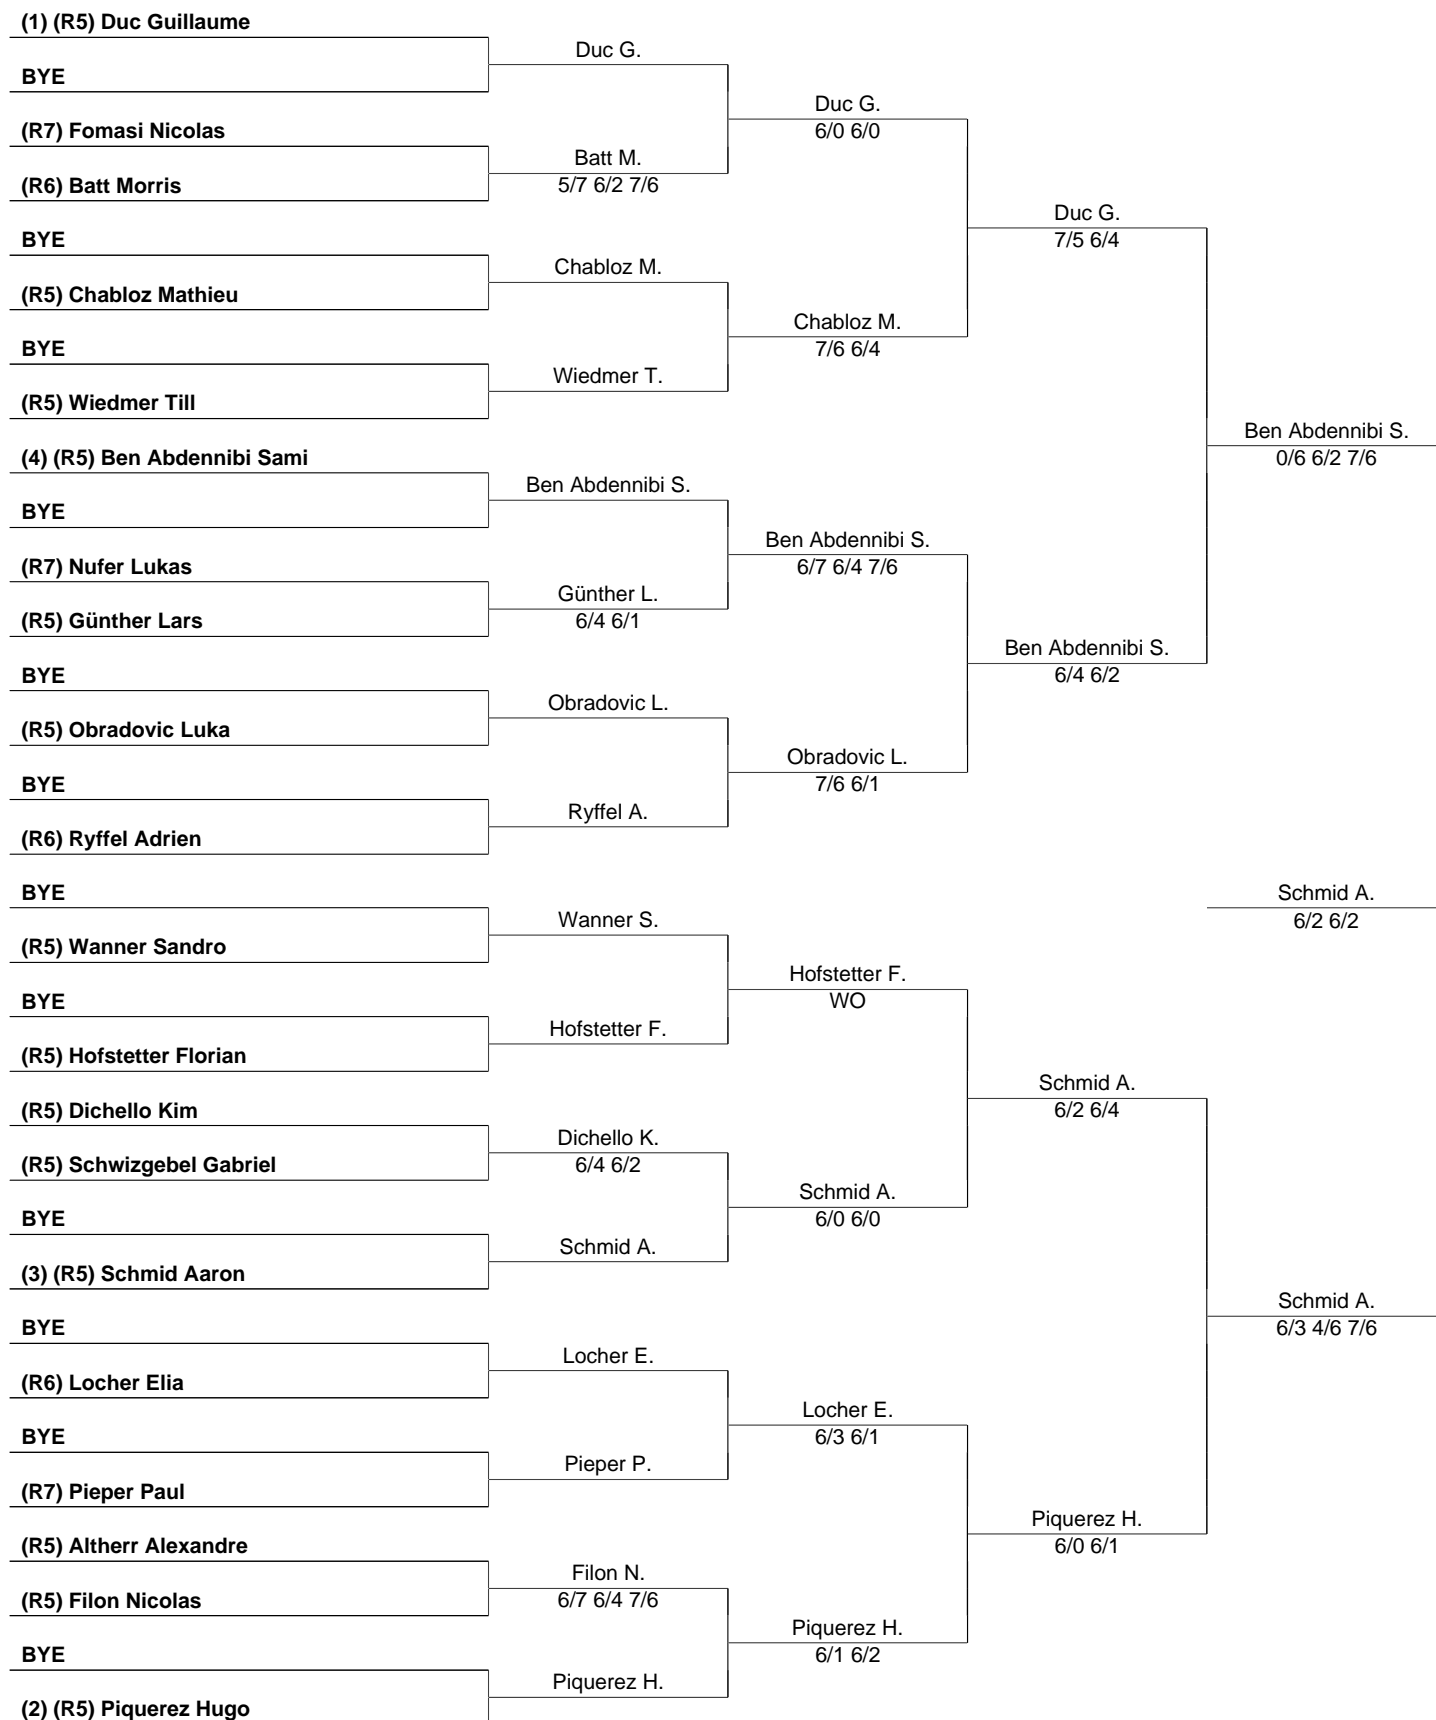 (1) (R5) Duc Guillaume
Duc G.
BYE
Duc G.
6/0 6/0
(R7) Fomasi Nicolas
Batt M.
5/7 6/2 7/6
(R6) Batt Morris
Duc G.
7/5 6/4
BYE
Chabloz M.
(R5) Chabloz Mathieu
Chabloz M.
7/6 6/4
BYE
Wiedmer T.
(R5) Wiedmer Till
Ben Abdennibi S.
0/6 6/2 7/6
(4) (R5) Ben Abdennibi Sami
Ben Abdennibi S.
BYE
Ben Abdennibi S.
6/7 6/4 7/6
(R7) Nufer Lukas
Günther L.
6/4 6/1
(R5) Günther Lars
Ben Abdennibi S.
6/4 6/2
BYE
Obradovic L.
(R5) Obradovic Luka
Obradovic L.
7/6 6/1
BYE
Ryffel A.
(R6) Ryffel Adrien
BYE
Schmid A.
6/2 6/2
Wanner S.
(R5) Wanner Sandro
Hofstetter F.
WO
BYE
Hofstetter F.
(R5) Hofstetter Florian
Schmid A.
6/2 6/4
(R5) Dichello Kim
Dichello K.
6/4 6/2
(R5) Schwizgebel Gabriel
Schmid A.
6/0 6/0
BYE
Schmid A.
(3) (R5) Schmid Aaron
Schmid A.
6/3 4/6 7/6
BYE
Locher E.
(R6) Locher Elia
Locher E.
6/3 6/1
BYE
Pieper P.
(R7) Pieper Paul
Piquerez H.
6/0 6/1
(R5) Altherr Alexandre
Filon N.
6/7 6/4 7/6
(R5) Filon Nicolas
Piquerez H.
6/1 6/2
BYE
Piquerez H.
(2) (R5) Piquerez Hugo